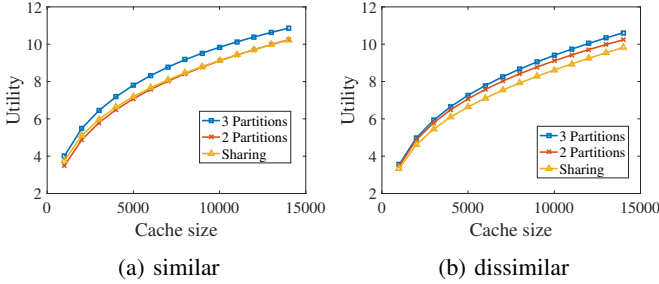 12
10
8
6
4
2
Utility
0
5000
10000
15000
Cache size
3 Partitions
2 Partitions
Sharing
(a) similar
12
10
8
6
4
2
Utility
0
5000
10000
15000
Cache size
3 Partitions
2 Partitions
Sharing
(b) dissimilar